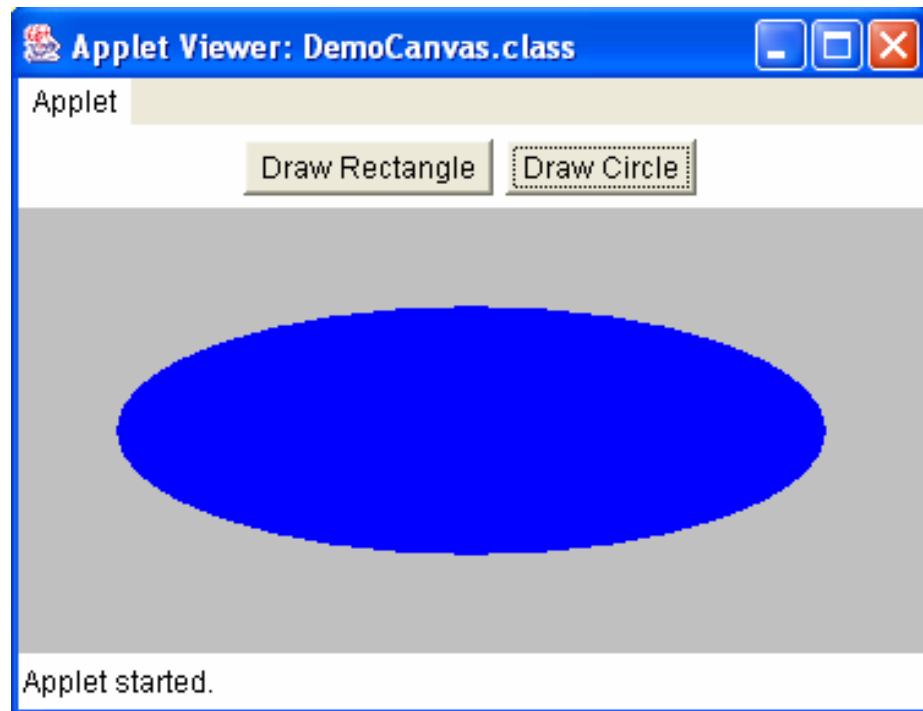 Applet Viewer: DemoCanvas.class
Applet
Draw Rectangle Draw Circle
Applet started.